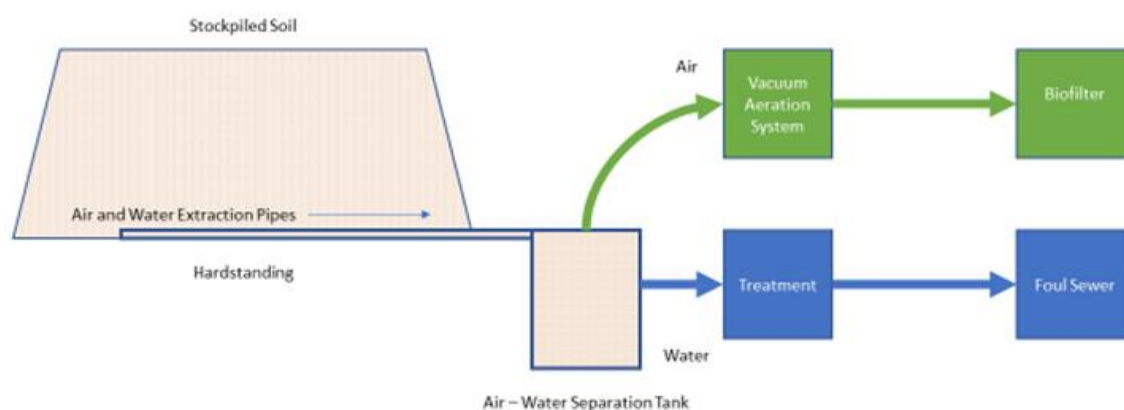 Stockpiled Soil
Air
Vacuum
Aeration
System
Biofilter
Air and Water Extraction Pipes
Hardstanding
Treatment
Foul Sewer
Water
Air – Water Separation Tank